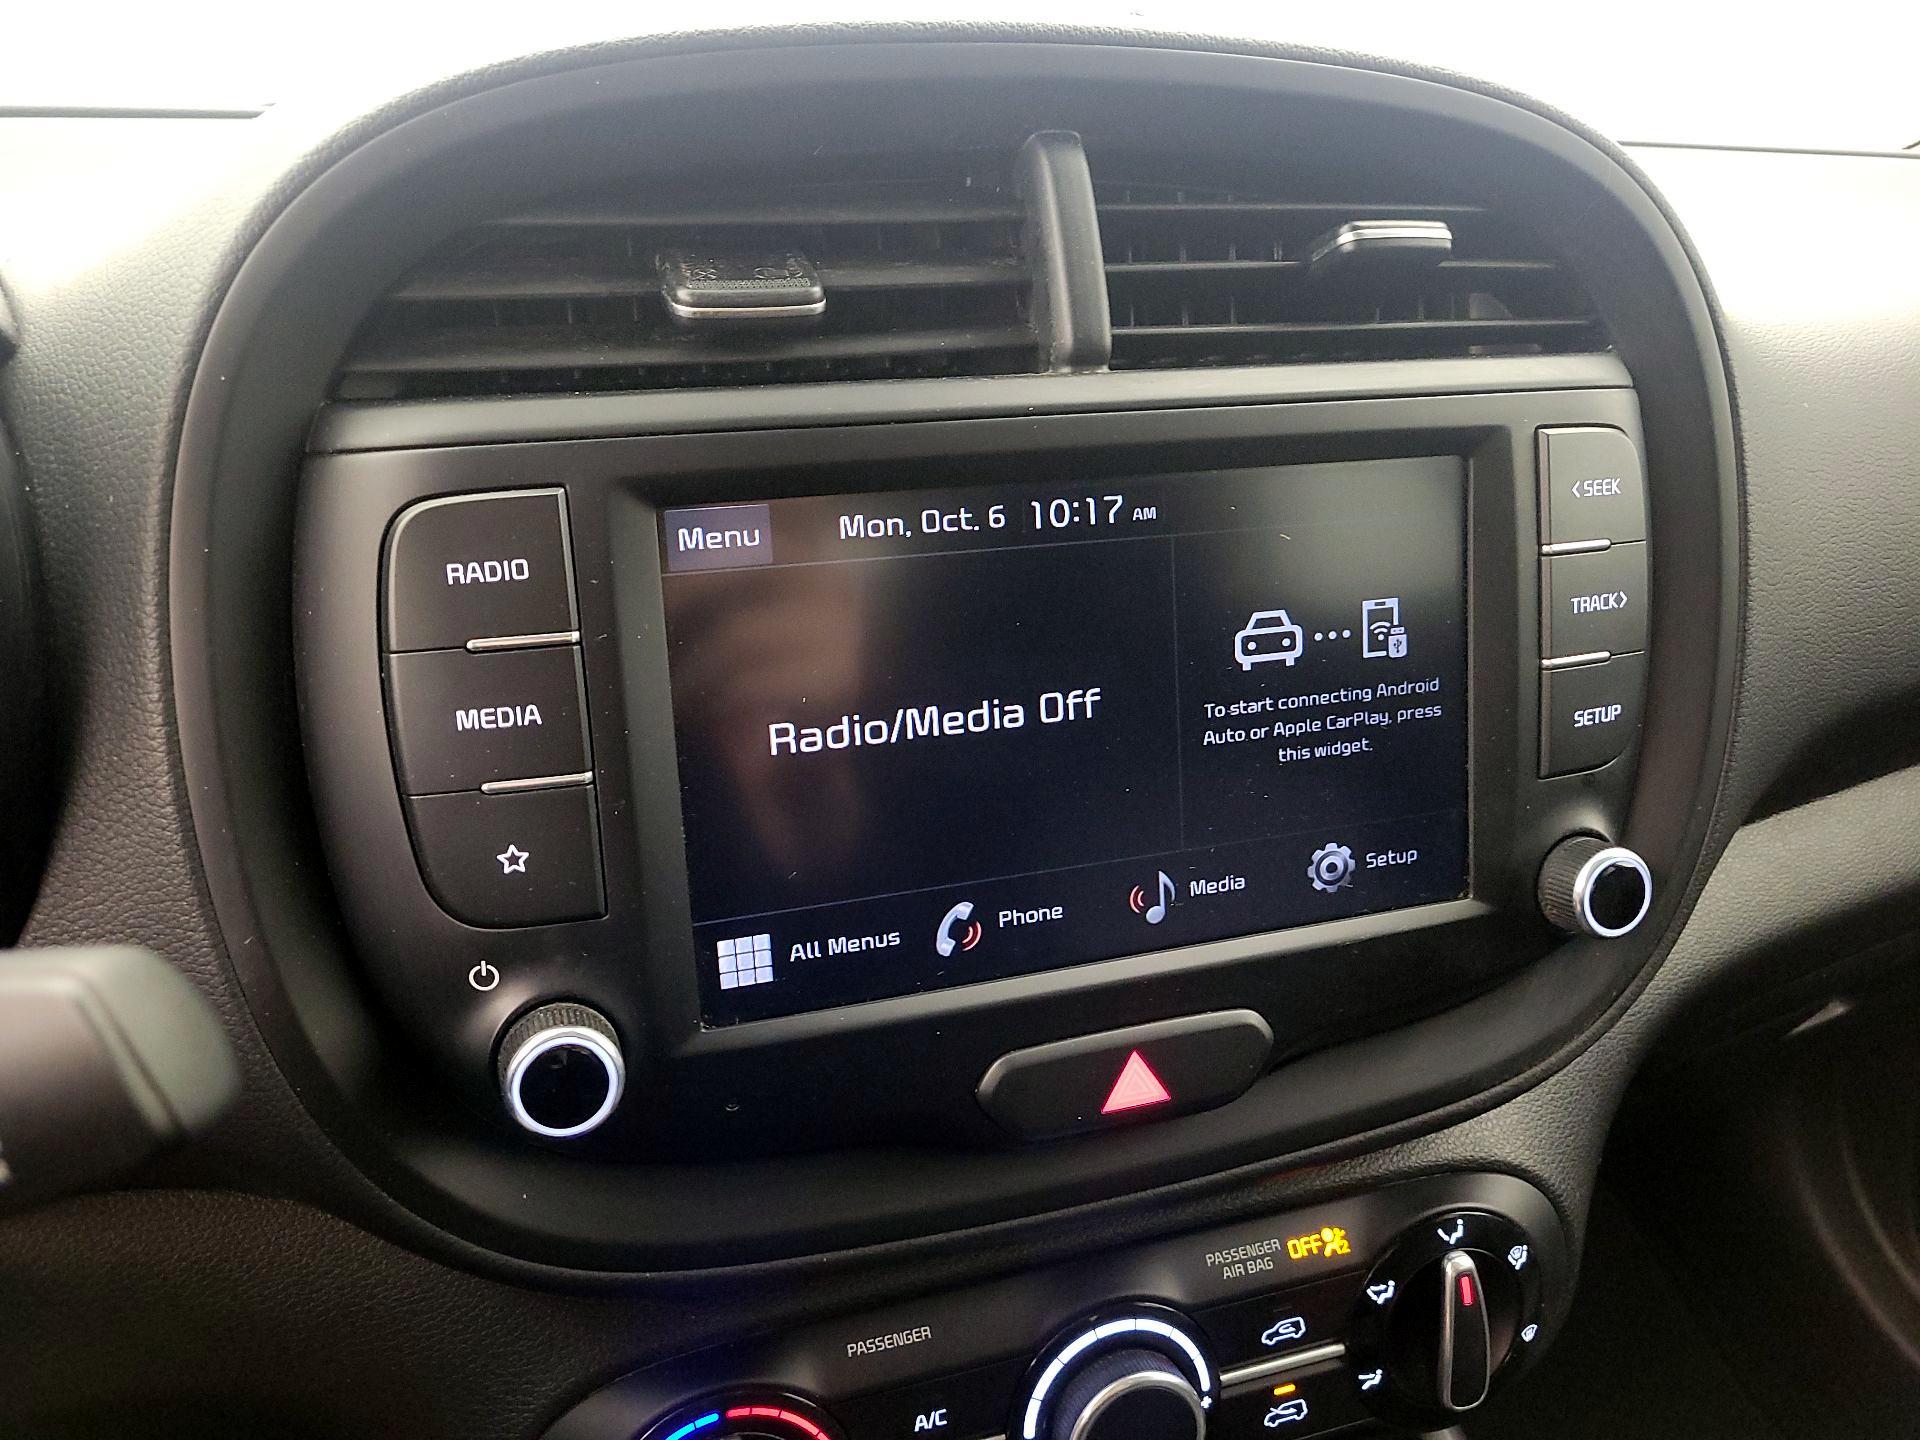 Menu
Mon, Oct. 6 10:17 AM
RADIO
MEDIA
Radio/Media Off
To start connecting Android
Auto or Apple CarPlay, press
this widget.
All Menus
Phone
Media
Setup
< SEEK
TRACK >
SETUP
PASSENGER
AIR BAG
OFF
2
PASSENGER
A/C